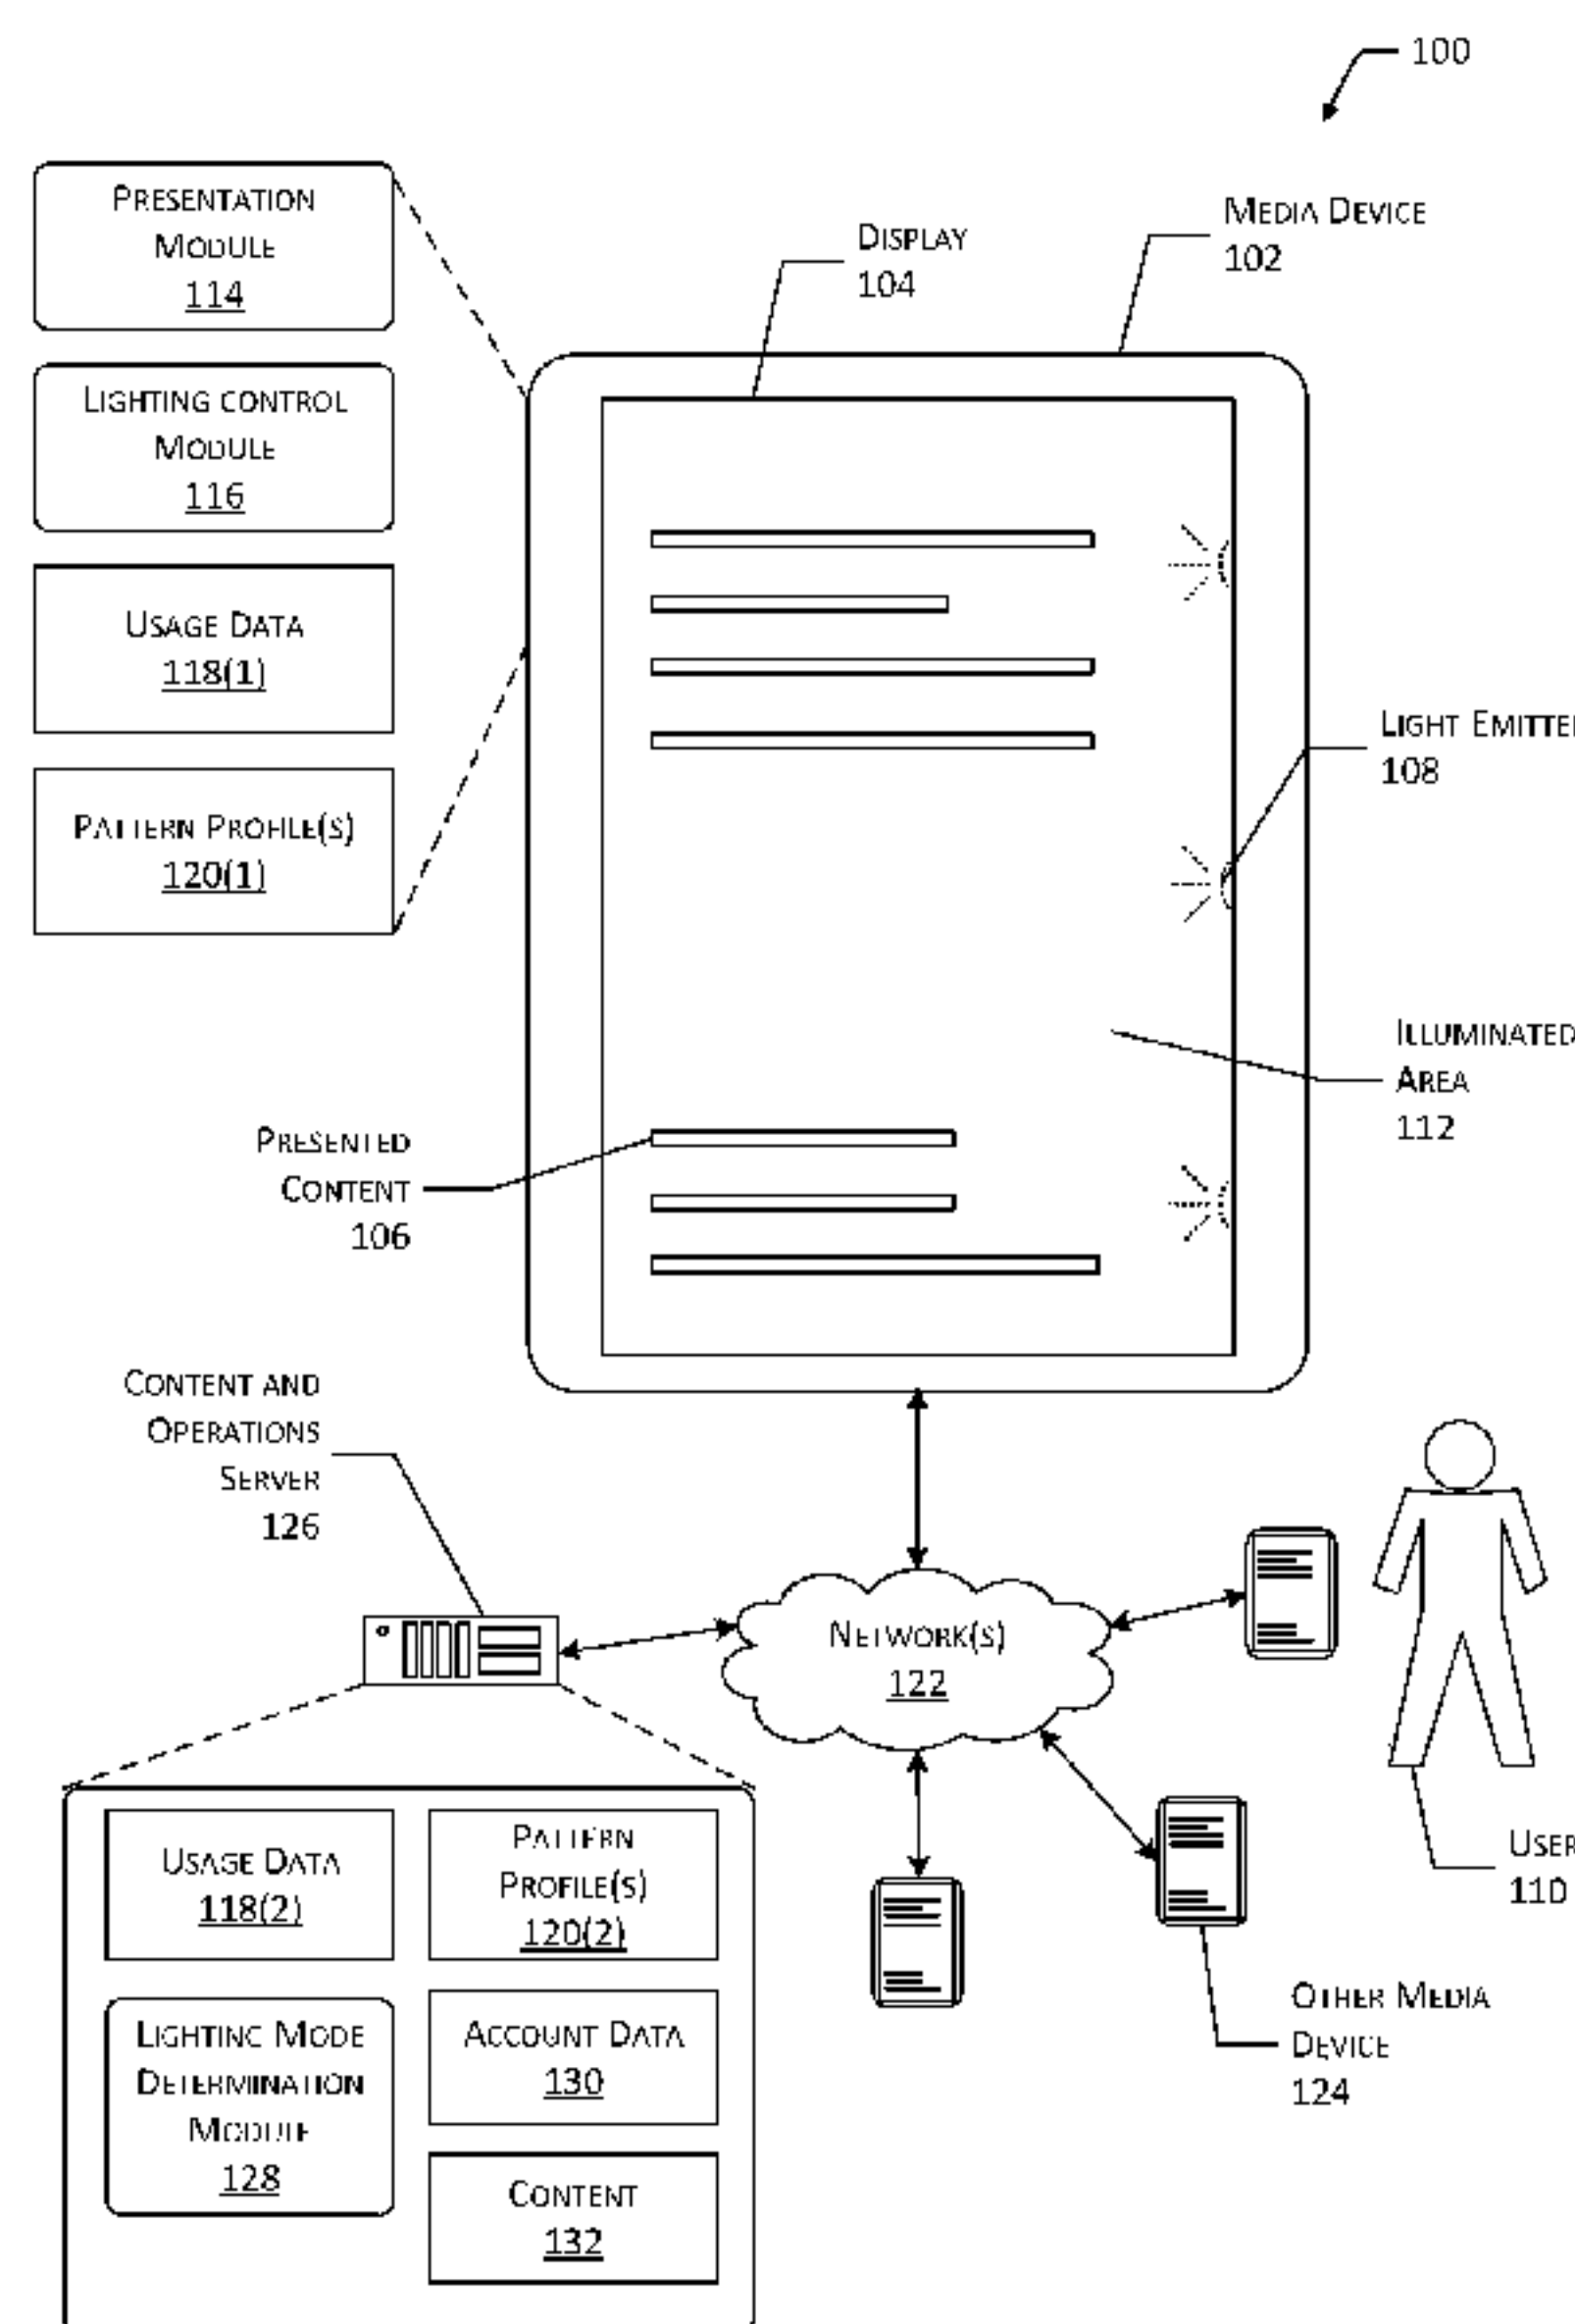 100
PRESENTATION
MODULE
114
DISPLAY
104
MEDIA DEVICE
102
LIGHTING CONTROL
MODULE
116
USAGE DATA
118(1)
PATTERN PROFILE(S)
120(1)
LIGHT EMITTE
108
ILLUMINATED
AREA
112
PRESENTED
CONTENT
106
CONTENT AND
OPERATIONS
SERVER
126
NETWORK(S)
122
USER
110
USAGE DATA
118(2)
PATTERN
PROFILE(S)
120(2)
LIGHTING MODE
DETERMINATION
MODULE
128
ACCOUNT DATA
130
CONTENT
132
OTHER MEDIA
DEVICE
124